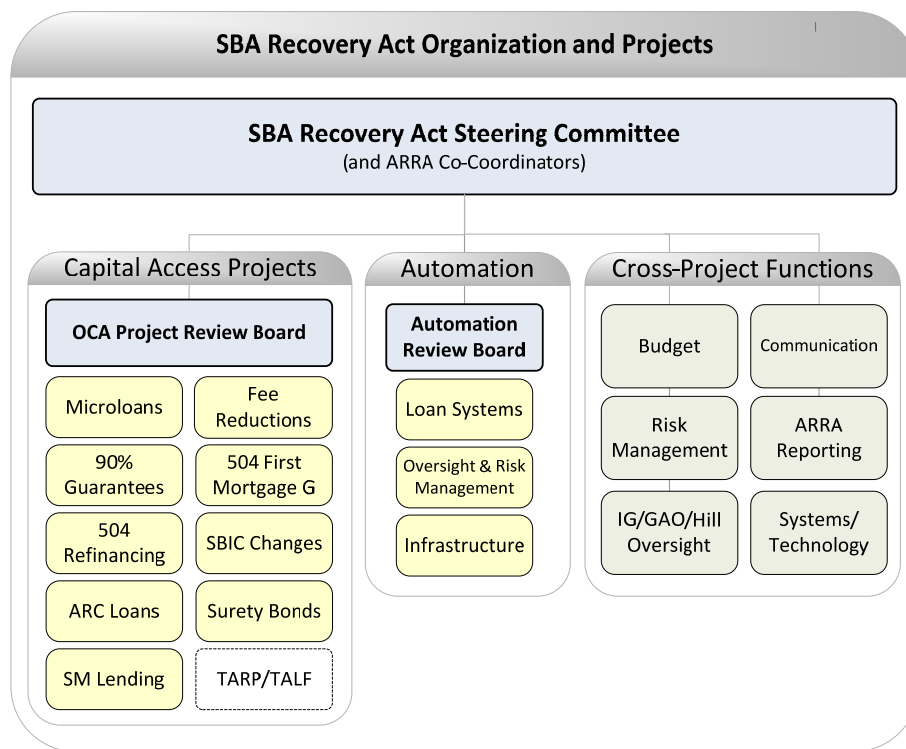 SBA Recovery Act Organization and Projects
SBA Recovery Act Steering Committee
(and ARRA Co-Coordinators)
Capital Access Projects
OCA Project Review Board
Microloans
Fee
Reductions
90%
Guarantees
504 First
Mortgage G
504
Refinancing
SBIC Changes
ARC Loans
Surety Bonds
SM Lending
TARP/TALF
Automation
Automation
Review Board
Loan Systems
Oversight & Risk
Management
Infrastructure
Cross-Project Functions
Budget
Communication
Risk
Management
ARRA
Reporting
IG/GAO/Hill
Oversight
Systems/
Technology